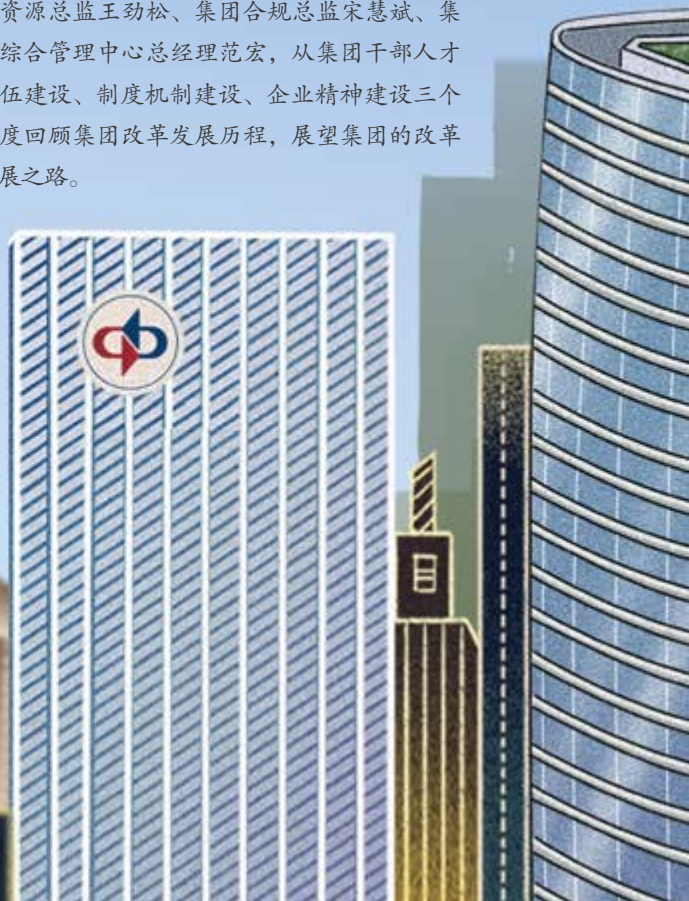 资源总监王劲松、集团合规总监宋慧斌、集
综合管理中心总经理范宏，从集团干部人才
伍建设、制度机制建设、企业精神建设三个
度回顾集团改革发展历程，展望集团的改革
展之路。